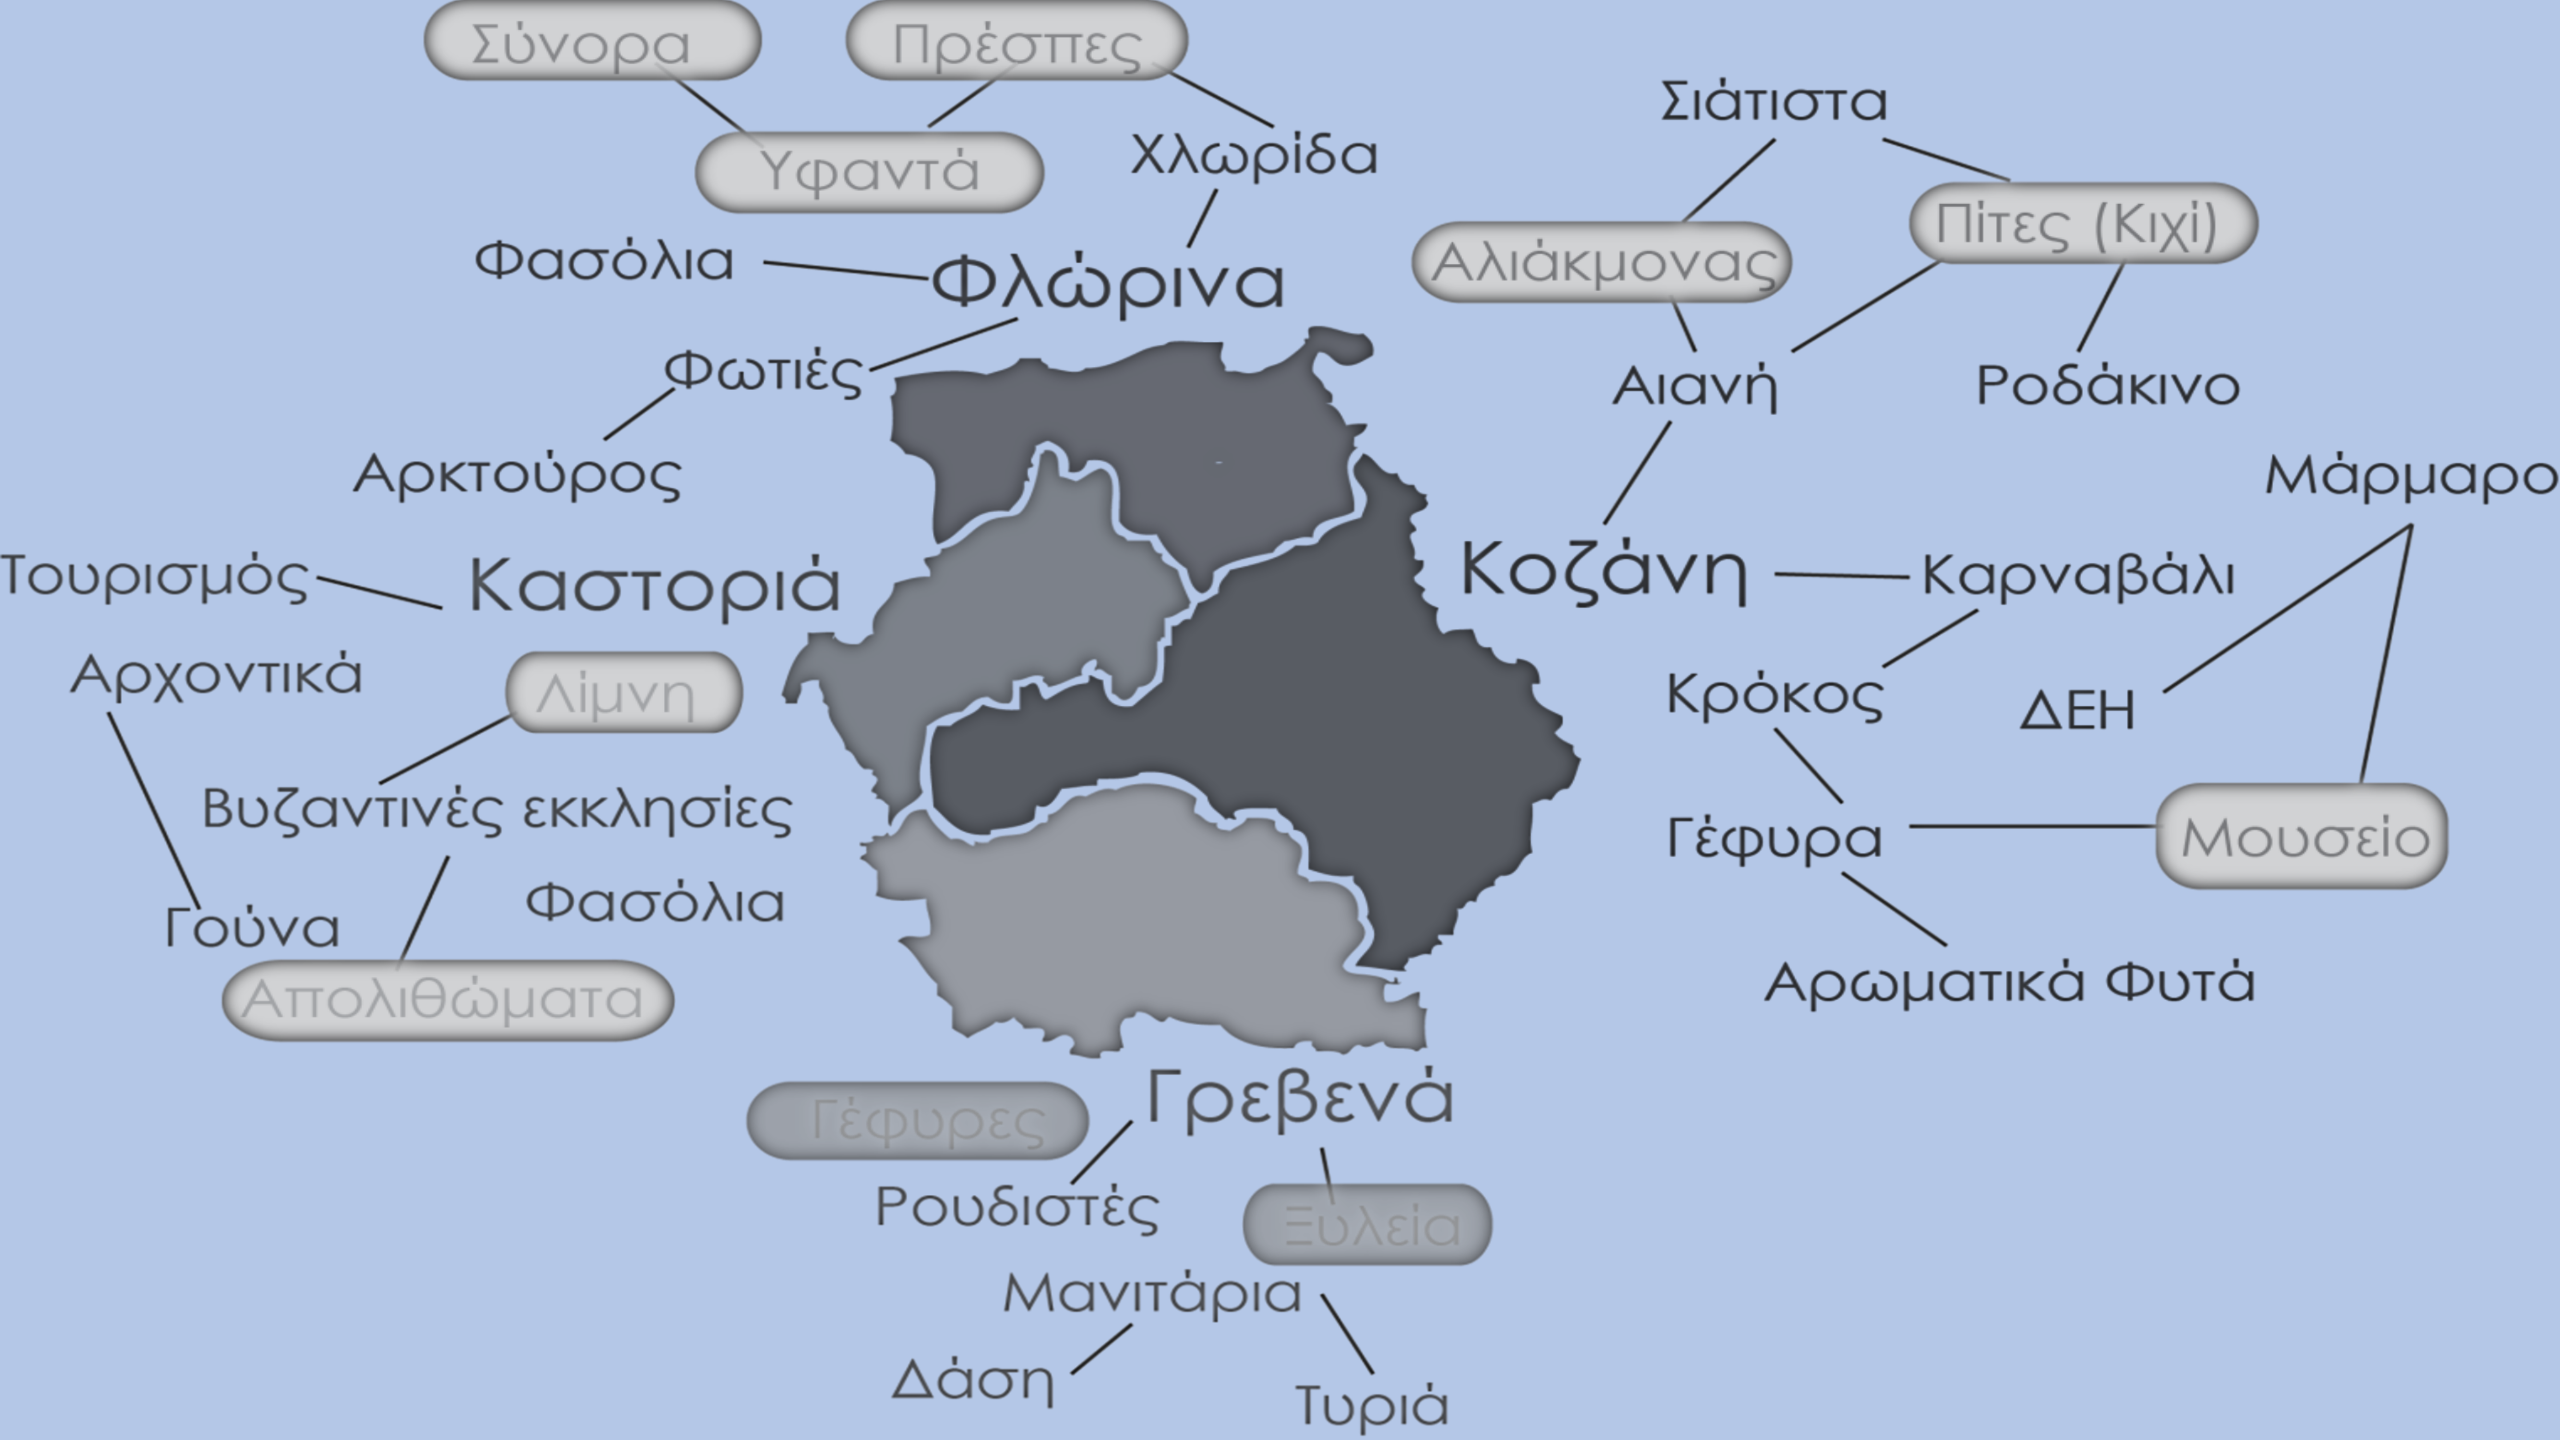 Σύνορα
Πρέσπες
Υφαντά
Χλωρίδα
Φασόλια
Φλώρινα
Φωτιές
Αρκτούρος
Σιάτιστα
Αλιάκμονας
Πίτες (Κιχί)
Αιανή
Ροδάκινο
Μάρμαρο
Κοζάνη
Καρναβάλι
Κρόκος
ΔΕΗ
Γέφυρα
Μουσείο
Αρωματικά Φυτά
Τουρισμός
Καστοριά
Αρχοντικά
Λίμνη
Βυζαντινές εκκλησίες
Γούνα
Φασόλια
Απολιθώματα
Γέφυρες
Γρεβενά
Ρουδιστές
Ξυλεία
Μανιτάρια
Δάση
Τυριά